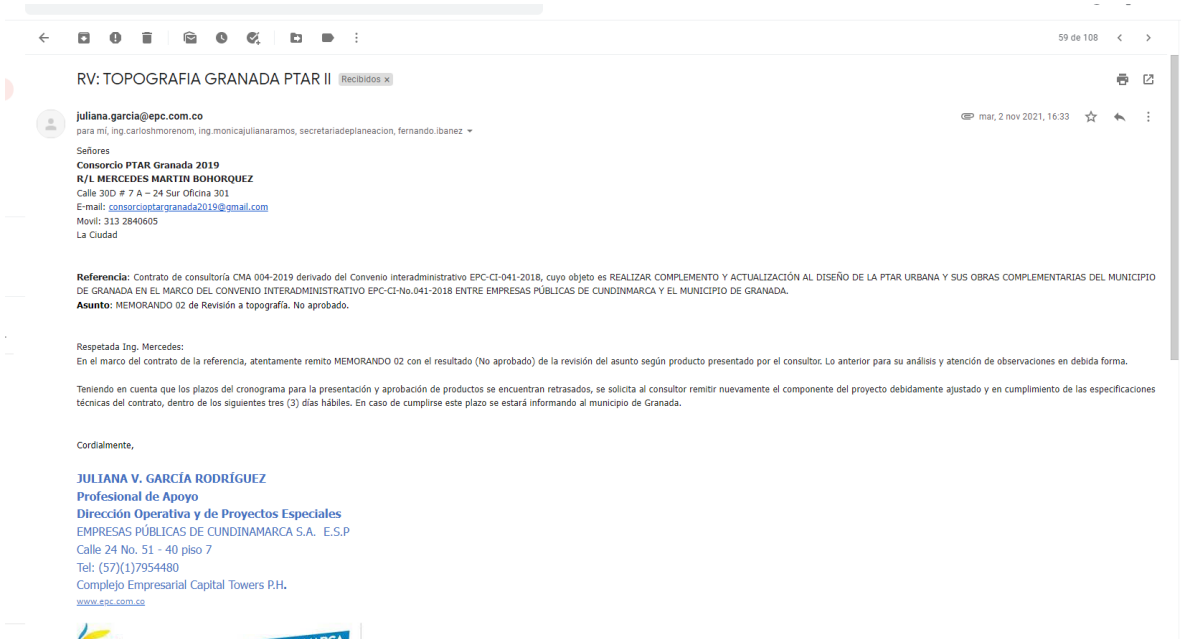 59 de 108
RV: TOPOGRAFIA GRANADA PTAR II Recibidos x
juliana.garcia@epc.com.co
mar, 2 nov 2021, 16:33
para mí, ing.carloshmorenom, ing.monicajulianaramos, secretariadeplaneacion, fernando.ibanez
Señores
Consorcio PTAR Granada 2019
R/L MERCEDES MARTIN BOHORQUEZ
Calle 30D # 7 A – 24 Sur Oficina 301
E-mail: consorcioptargranada2019@gmail.com
Movil: 313 2840605
La Ciudad
Referencia: Contrato de consultoría CMA 004-2019 derivado del Convenio interadministrativo EPC-CI-041-2018, cuyo objeto es REALIZAR COMPLEMENTO Y ACTUALIZACIÓN AL DISEÑO DE LA PTAR URBANA Y SUS OBRAS COMPLEMENTARIAS DEL MUNICIPIO
DE GRANADA EN EL MARCO DEL CONVENIO INTERADMINISTRATIVO EPC-CI-No.041-2018 ENTRE EMPRESAS PÚBLICAS DE CUNDINMARCA Y EL MUNICIPIO DE GRANADA.
Asunto: MEMORANDO 02 de Revisión a topografía. No aprobado.
Respetada Ing. Mercedes:
En el marco del contrato de la referencia, atentamente remito MEMORANDO 02 con el resultado (No aprobado) de la revisión del asunto según producto presentado por el consultor. Lo anterior para su análisis y atención de observaciones en debida forma.
Teniendo en cuenta que los plazos del cronograma para la presentación y aprobación de productos se encuentran retrasados, se solicita al consultor remitir nuevamente el componente del proyecto debidamente ajustado y en cumplimiento de las especificaciones
técnicas del contrato, dentro de los siguientes tres (3) días hábiles. En caso de cumplirse este plazo se estará informando al municipio de Granada.
Cordialmente,
JULIANA V. GARCÍA RODRÍGUEZ
Profesional de Apoyo
Dirección Operativa y de Proyectos Especiales
EMPRESAS PÚBLICAS DE CUNDINAMARCA S.A. E.S.P
Calle 24 No. 51 - 40 piso 7
Tel: (57)(1)7954480
Complejo Empresarial Capital Towers P.H.
www.epc.com.co